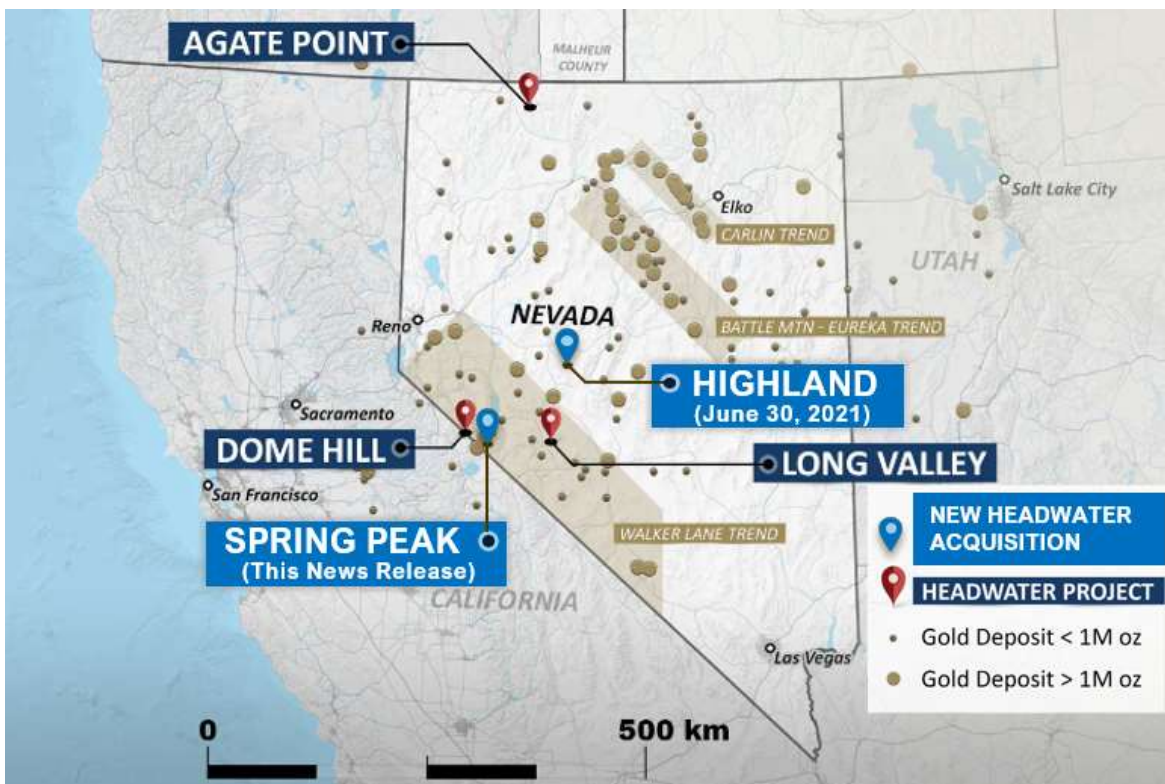 AGATE POINT
MALHEUR
COUNTY
Salt Lake City
Elko
CARLIN TREND
UTAH
Reno
NEVADA
BATTLE MTN - EUREKA TREND
HIGHLAND
(June 30, 2021)
Sacramento
DOME HILL
LONG VALLEY
San Francisco
SPRING PEAK
(This News Release)
WALKER LANE TREND
CALIFORNIA
Las Vegas
NEW HEADWATER
ACQUISITION
HEADWATER PROJECT
Gold Deposit < 1M oz
Gold Deposit > 1M oz
0
500 km